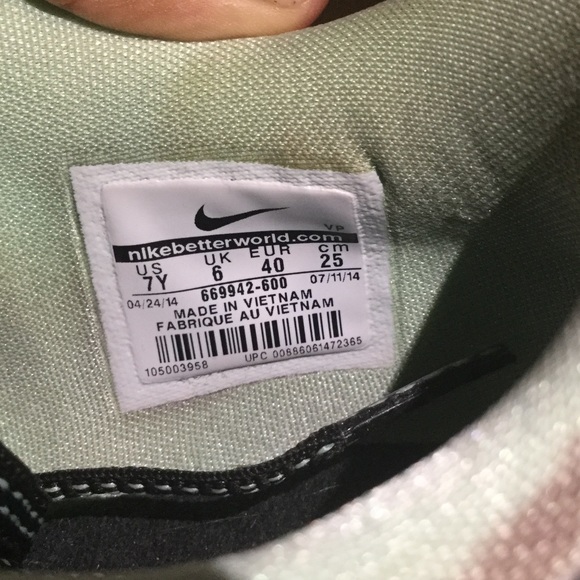 VP
nikebetterworld.com
US UK EUR cm
7Y 6 40 25
04/24/14 669942-600 07/11/14
MADE IN VIETNAM
FABRIQUE AU VIETNAM
105003958 UPC 00886061472365